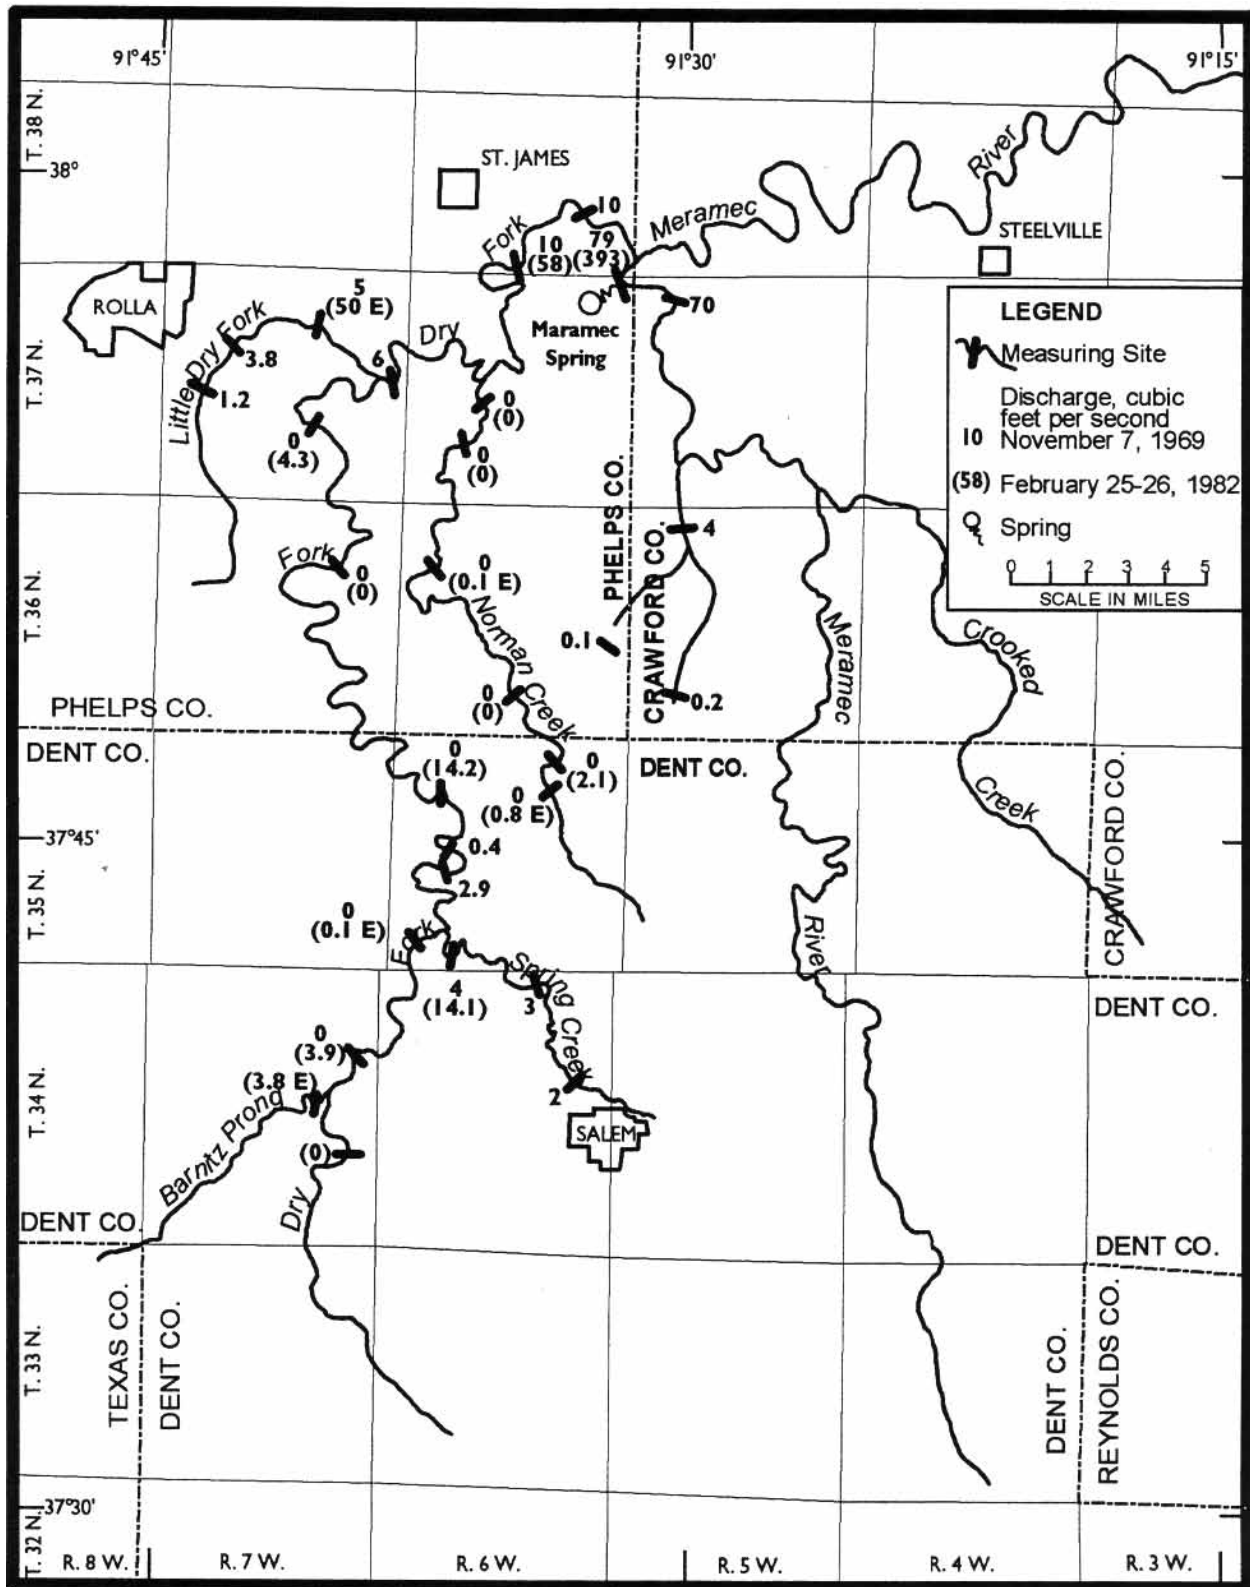 91°45'
91°30'
91°15'
T. 38 N.
38°
ST. JAMES
River
10
Meramec
STEELVILLE
Fork
10
(58)
79
(393)
ROLLA
5
(50 E)
Maramec
Spring
70
LEGEND
Measuring Site
Discharge, cubic
feet per second
10 November 7, 1969
(58) February 25-26, 1982
Spring
0 1 2 3 4 5
SCALE IN MILES
Little Dry Fork
3.8
1.2
Dry
6
T. 37 N.
0
(0)
0
(4.3)
0
(0)
PHELPS CO.
CRAWFORD CO.
4
Fork
0
(0)
0
(0.1 E)
T. 36 N.
Norman Creek
0.1
0.2
Meramec
Crooked
PHELPS CO.
0
(0)
DENT CO.
0
(14.2)
0
(2.1)
DENT CO.
0
(0.8 E)
Creek
CRAWFORD CO.
37°45'
0.4
2.9
T. 35 N.
0
(0.1 E)
Fork
River
4
(14.1)
Spring Creek
3
DENT CO.
0
(3.9)
(3.8 E)
2
T. 34 N.
Barnitz Prong
SALEM
(0)
Dry
DENT CO.
DENT CO.
TEXAS CO.
DENT CO.
T. 33 N.
DENT CO.
REYNOLDS CO.
37°30'
T. 32 N.
R. 8 W.
R. 7 W.
R. 6 W.
R. 5 W.
R. 4 W.
R. 3 W.